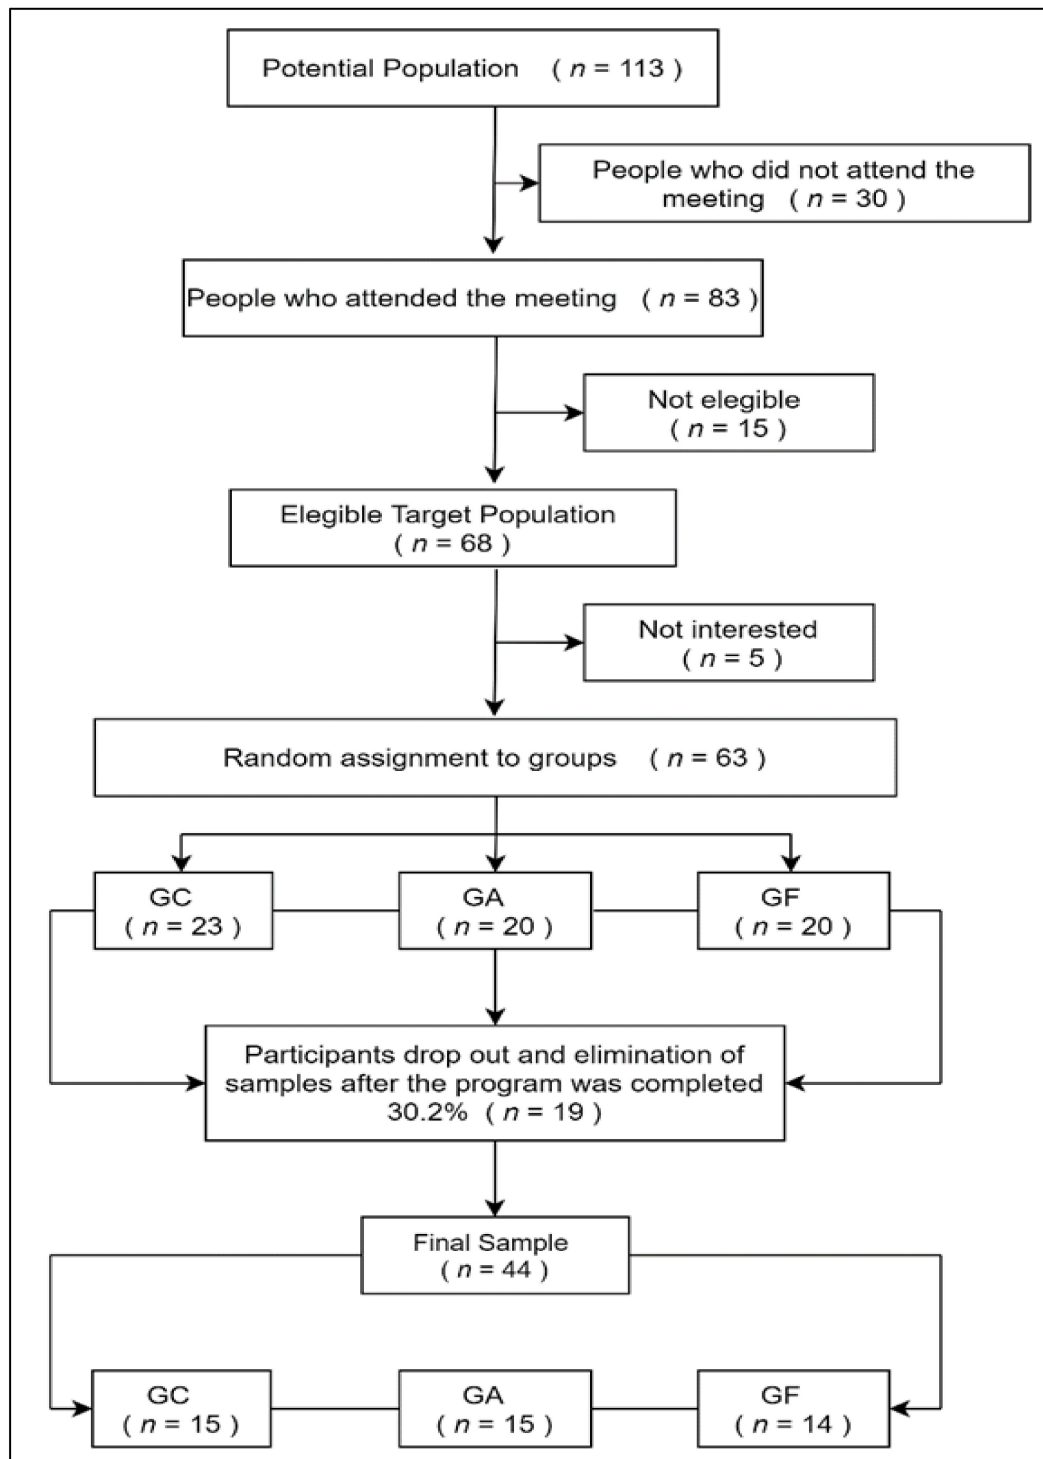 Potential Population ( n = 113 )
People who did not attend the
meeting ( n = 30 )
People who attended the meeting ( n = 83 )
Not elegible
( n = 15 )
Elegible Target Population
( n = 68 )
Not interested
( n = 5 )
Random assignment to groups ( n = 63 )
GC
( n = 23 )
GA
( n = 20 )
GF
( n = 20 )
Participants drop out and elimination of
samples after the program was completed
30.2% ( n = 19 )
Final Sample
( n = 44 )
GC
( n = 15 )
GA
( n = 15 )
GF
( n = 14 )